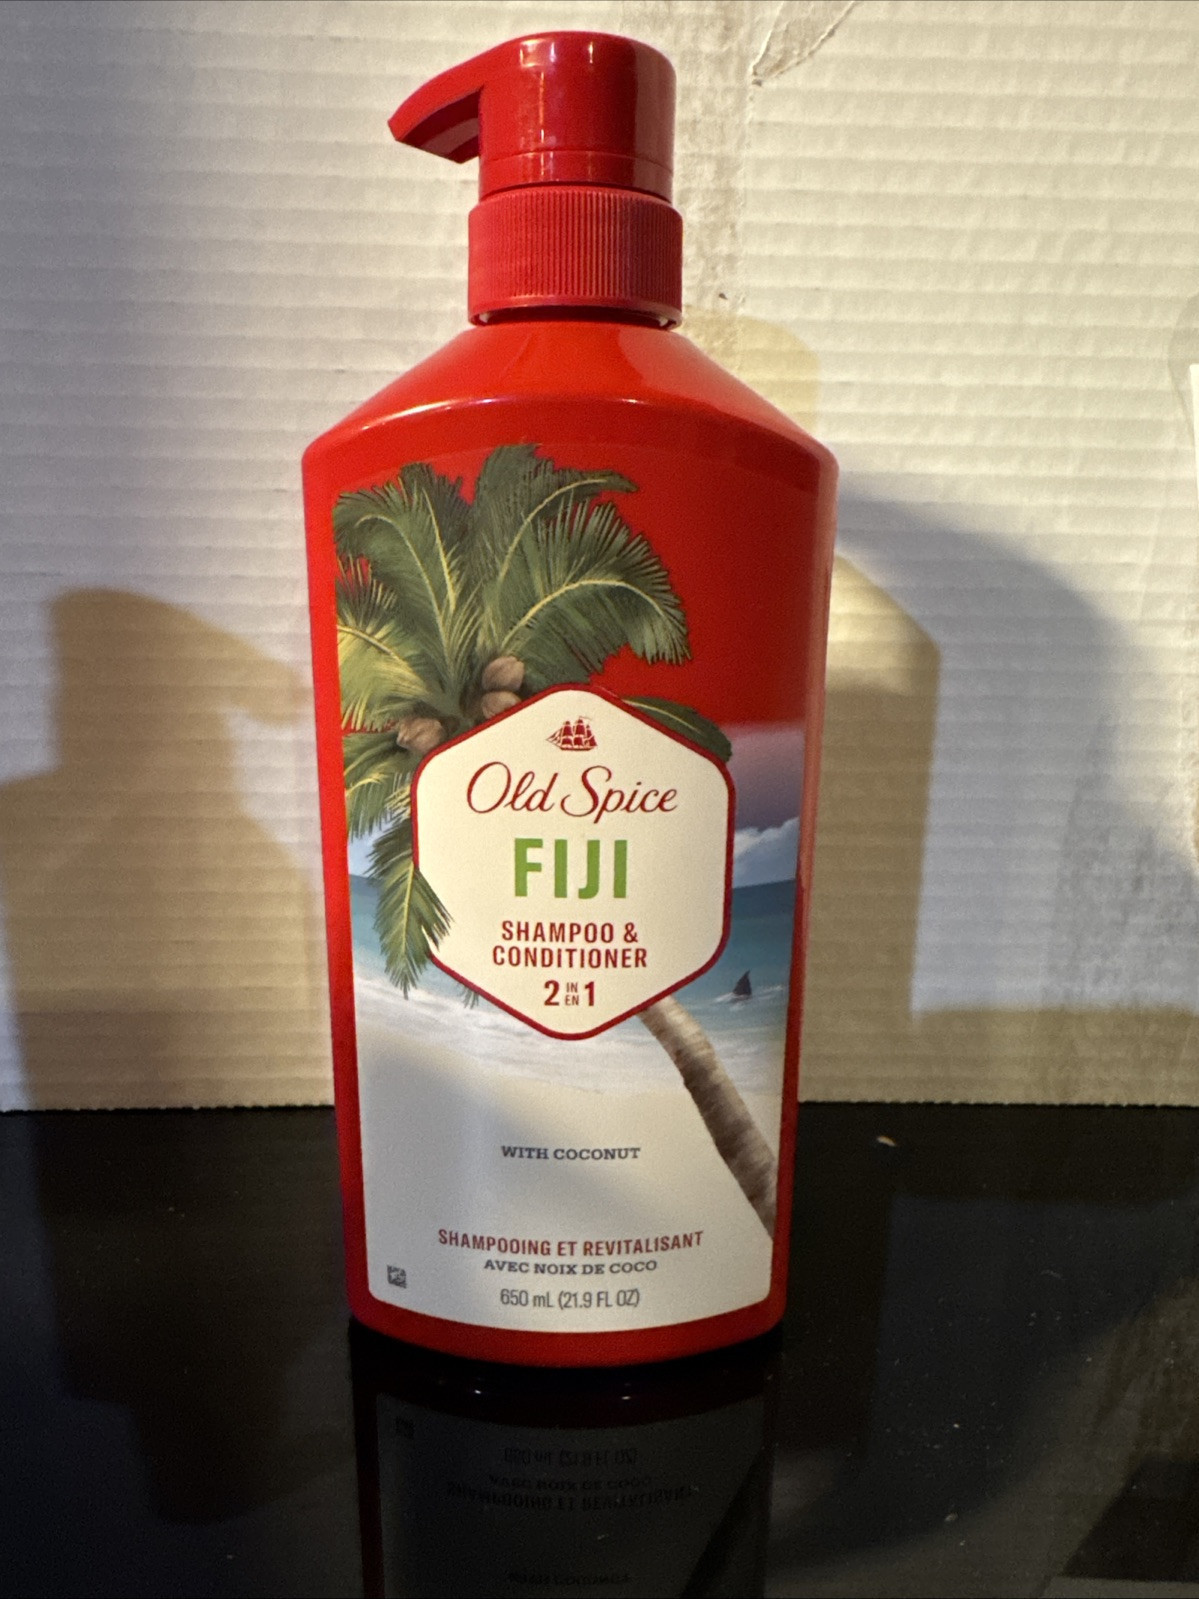 Old Spice
FIJI
SHAMPOO &
CONDITIONER
2 IN EN 1
WITH COCONUT
SHAMPOOING ET REVITALISANT
AVEC NOIX DE COCO
650 mL (21.9 FL OZ)